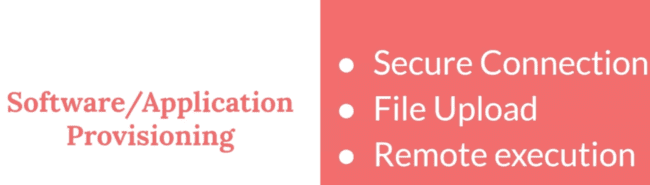 Software/Application
Provisioning
● Secure Connection
● File Upload
● Remote execution